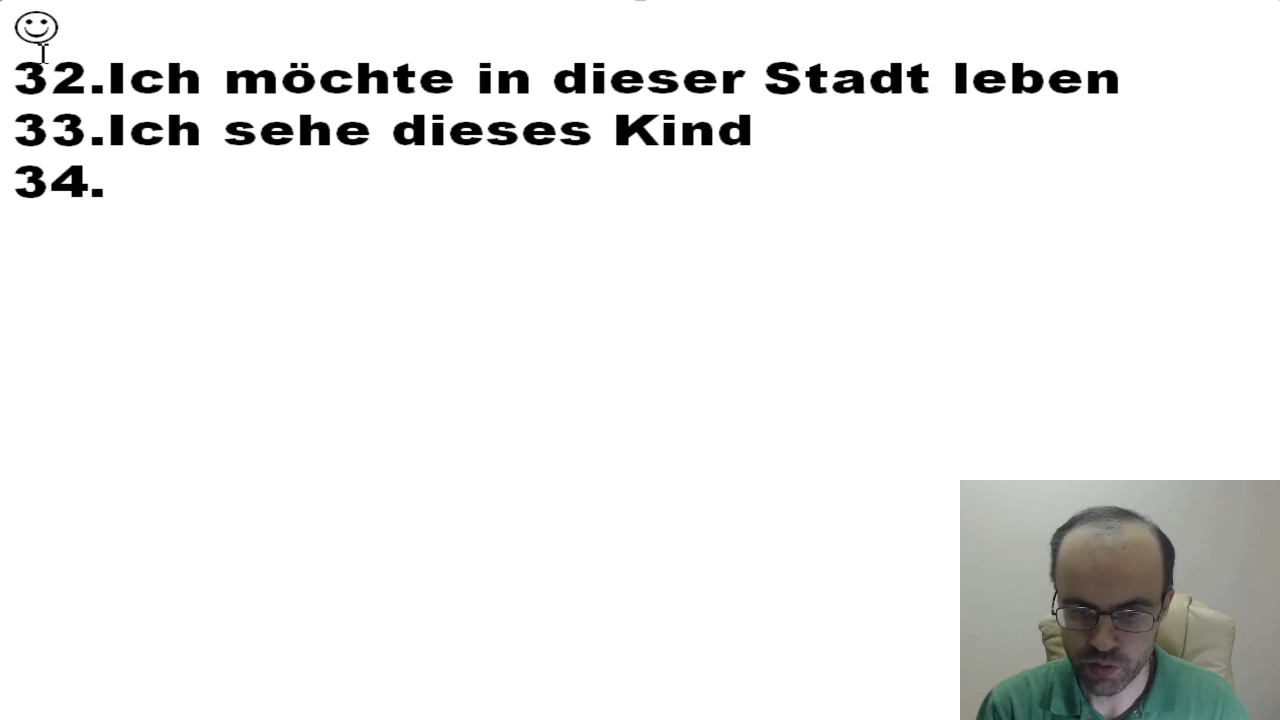 32.Ich möchte in dieser Stadt leben
33.Ich sehe dieses Kind
34.